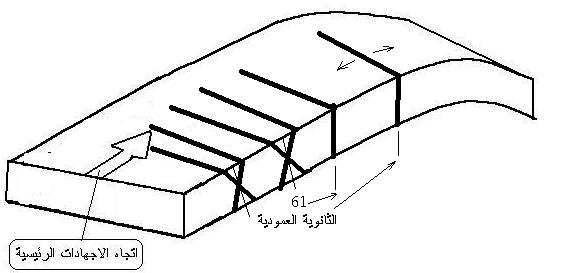 61
الثانوية العمودية
اتجاه الاجهادات الرئيسية